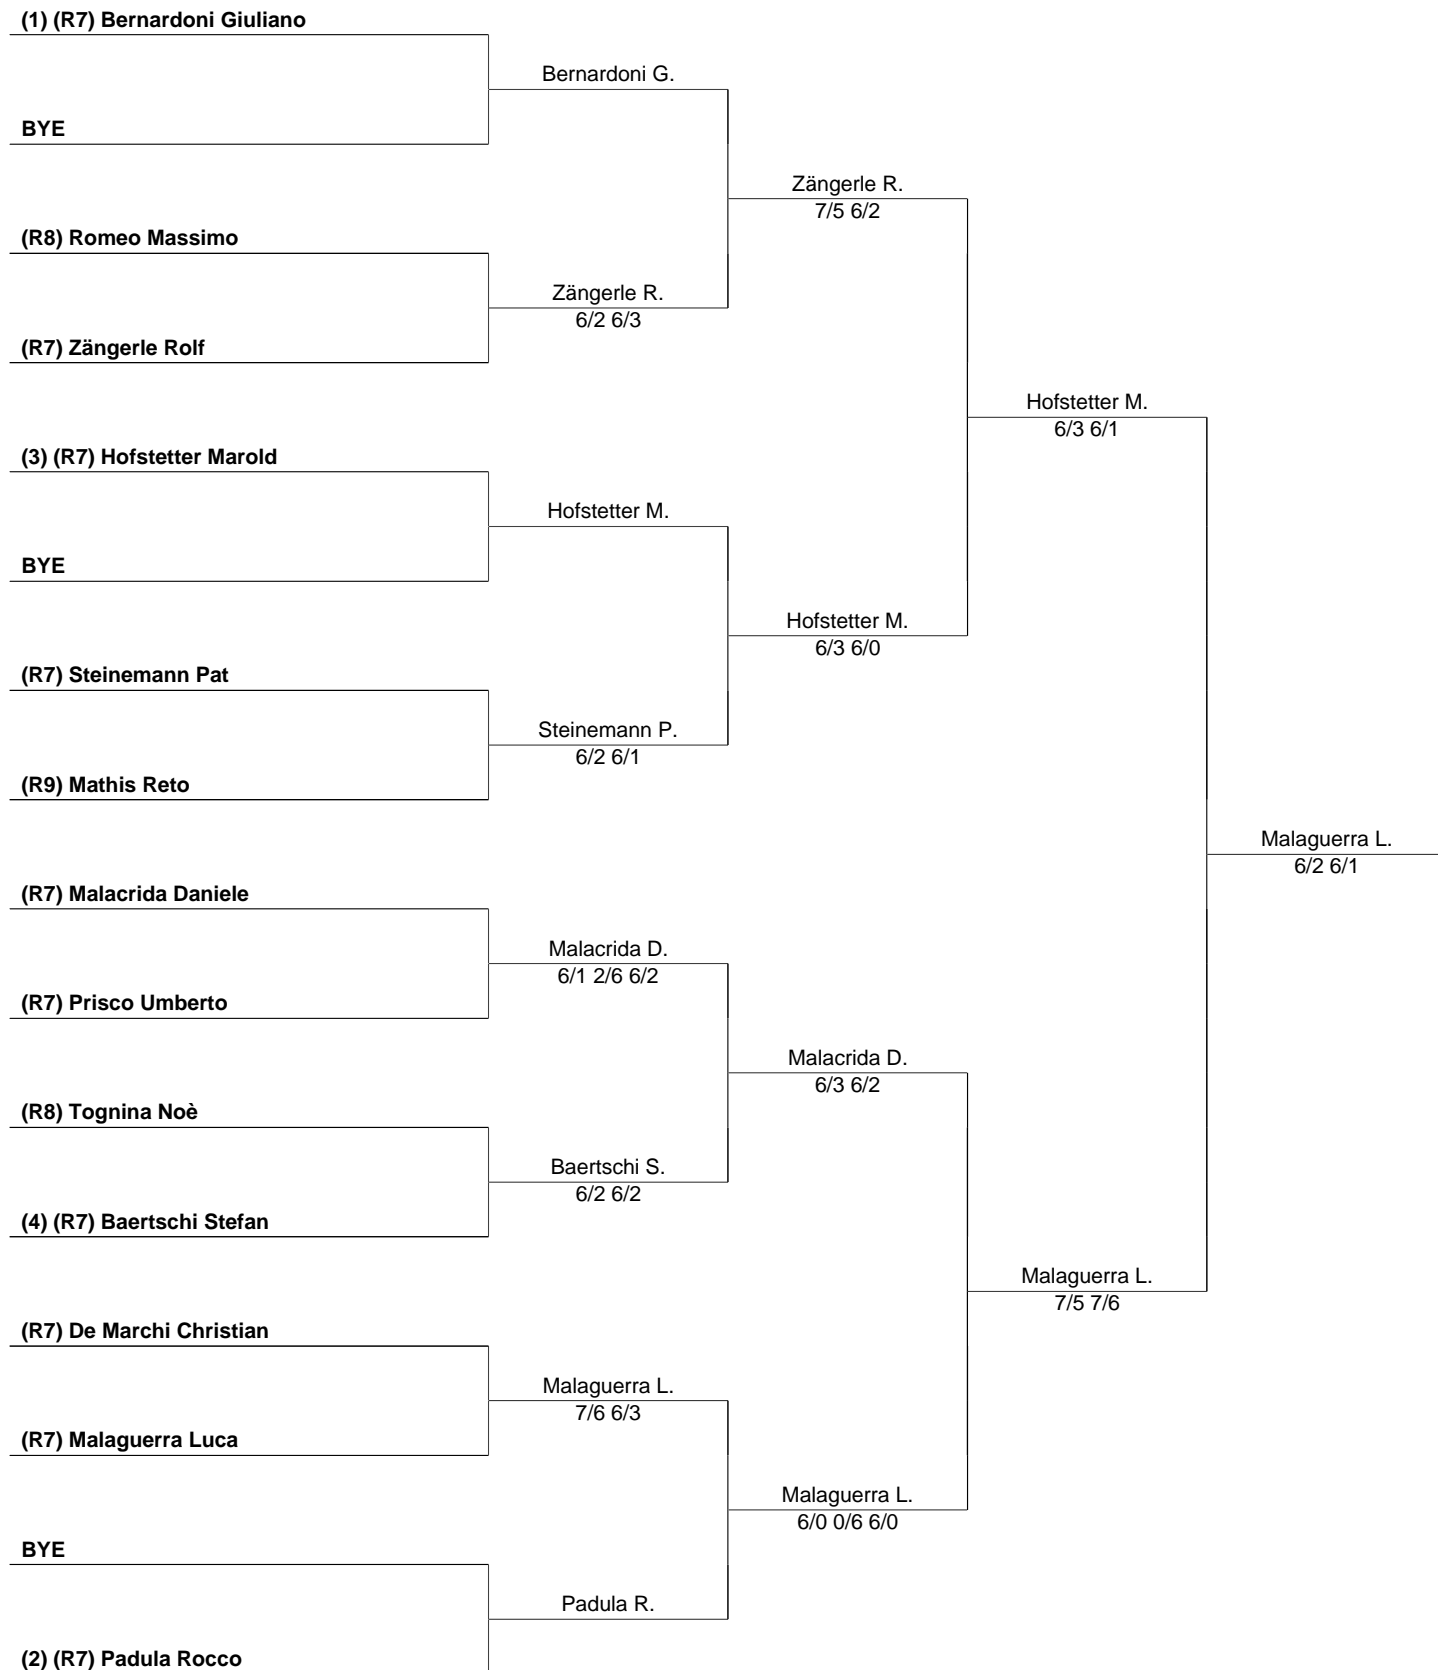 (1) (R7) Bernardoni Giuliano
Bernardoni G.
BYE
Zängerle R.
7/5 6/2
(R8) Romeo Massimo
Zängerle R.
6/2 6/3
(R7) Zängerle Rolf
Hofstetter M.
6/3 6/1
(3) (R7) Hofstetter Marold
Hofstetter M.
BYE
Hofstetter M.
6/3 6/0
(R7) Steinemann Pat
Steinemann P.
6/2 6/1
(R9) Mathis Reto
Malaguerra L.
6/2 6/1
(R7) Malacrida Daniele
Malacrida D.
6/1 2/6 6/2
(R7) Prisco Umberto
Malacrida D.
6/3 6/2
(R8) Tognina Noè
Baertschi S.
6/2 6/2
(4) (R7) Baertschi Stefan
Malaguerra L.
7/5 7/6
(R7) De Marchi Christian
Malaguerra L.
7/6 6/3
(R7) Malaguerra Luca
Malaguerra L.
6/0 0/6 6/0
BYE
Padula R.
(2) (R7) Padula Rocco